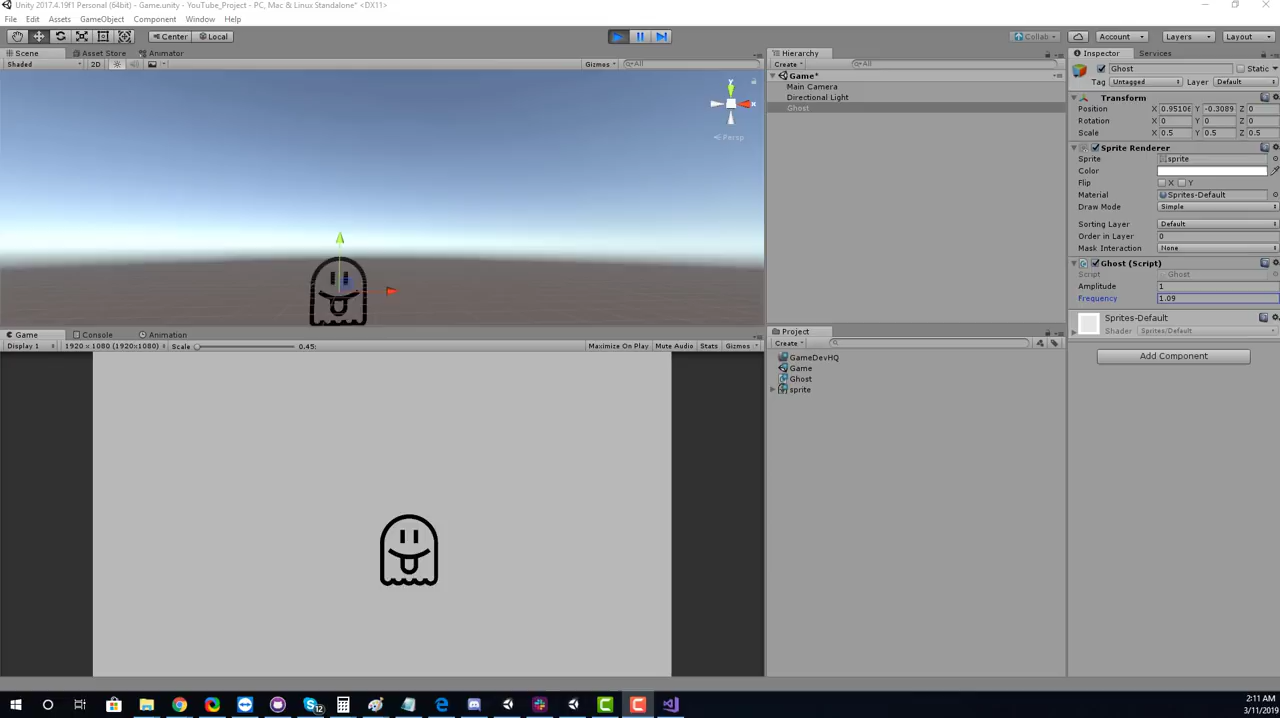 Unity 2017.4.19f1 Personal (64bit) - Game.unity - YouTube_Project - PC, Mac & Linux Standalone* <DX11>
File Edit Assets GameObject Component Window Help
Center Local Collab Account Layers Layout
Scene Asset Store Animator
Shaded 2D Gizmos All
y
x
Persp
Game Console Animation
Display 1 1920 x 1080 (1920x1080) Scale 0.45: Maximize On Play Mute Audio Stats Gizmos
Hierarchy
Create All
Game*
Main Camera
Directional Light
Ghost
Project
Create
GameDevHQ
Game
Ghost
sprite
Inspector Services
Ghost Static
Tag Untagged Layer Default
Transform
Position X 0.95106 Y -0.3089 Z 0
Rotation X 0 Y 0 Z 0
Scale X 0.5 Y 0.5 Z 0.5
Sprite Renderer
Sprite sprite
Color
Flip X Y
Material Sprites-Default
Draw Mode Simple
Sorting Layer Default
Order in Layer 0
Mask Interaction None
Ghost (Script)
Script Ghost
Amplitude 1
Frequency 1.09
Sprites-Default
Shader Sprites/Default
Add Component
12
2:11 AM
3/11/2019